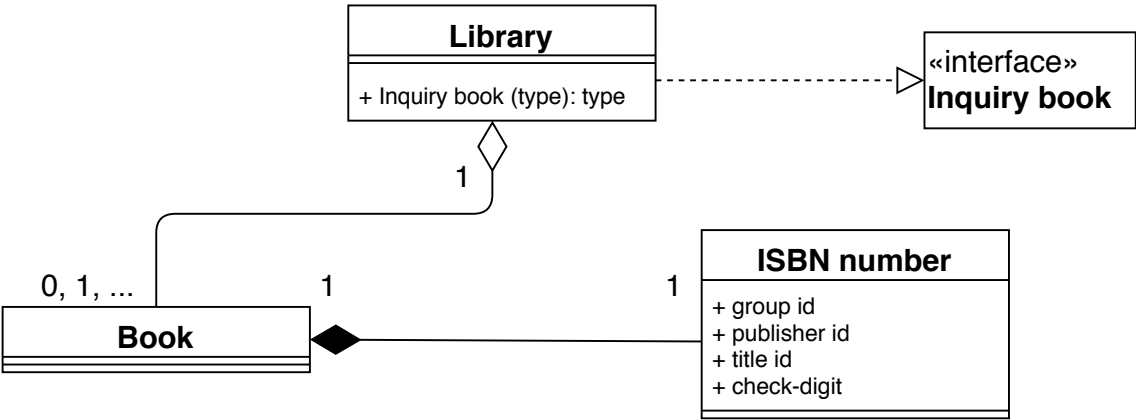 Library
+ Inquiry book (type): type
«interface»
Inquiry book
1
0, 1, ...
1
1
Book
ISBN number
+ group id
+ publisher id
+ title id
+ check-digit